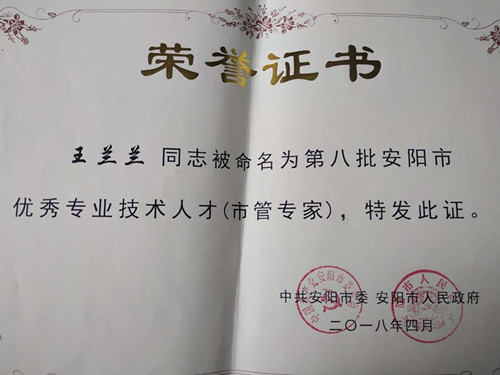 荣誉证书
王兰兰 同志被命名为第八批安阳市
优秀专业技术人才(市管专家)，特发此证。
中共安阳市委 安阳市人民政府
二〇一八年四月